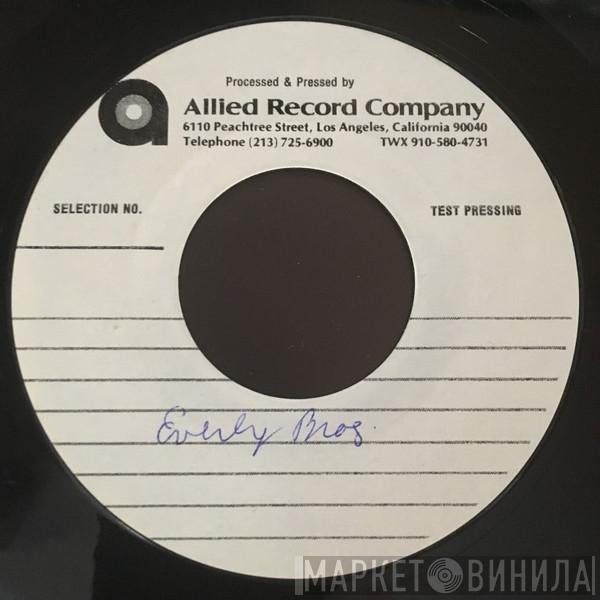 Processed & Pressed by
Allied Record Company
6110 Peachtree Street, Los Angeles, California 90040
Telephone (213) 725-6900 TWX 910-580-4731
SELECTION NO. TEST PRESSING
Everly Bros.
МАРКЕТ ВИНИЛА